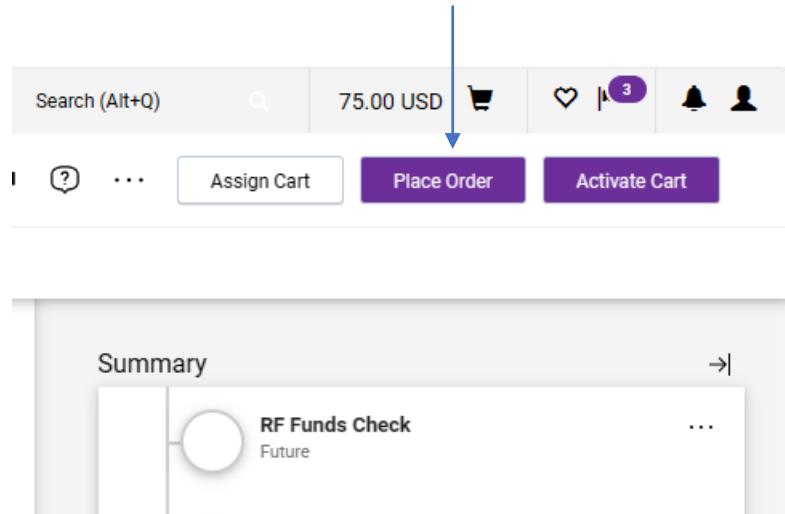 Search (Alt+Q)
75.00 USD
3
?
...
Assign Cart
Place Order
Activate Cart
Summary
RF Funds Check
...
Future